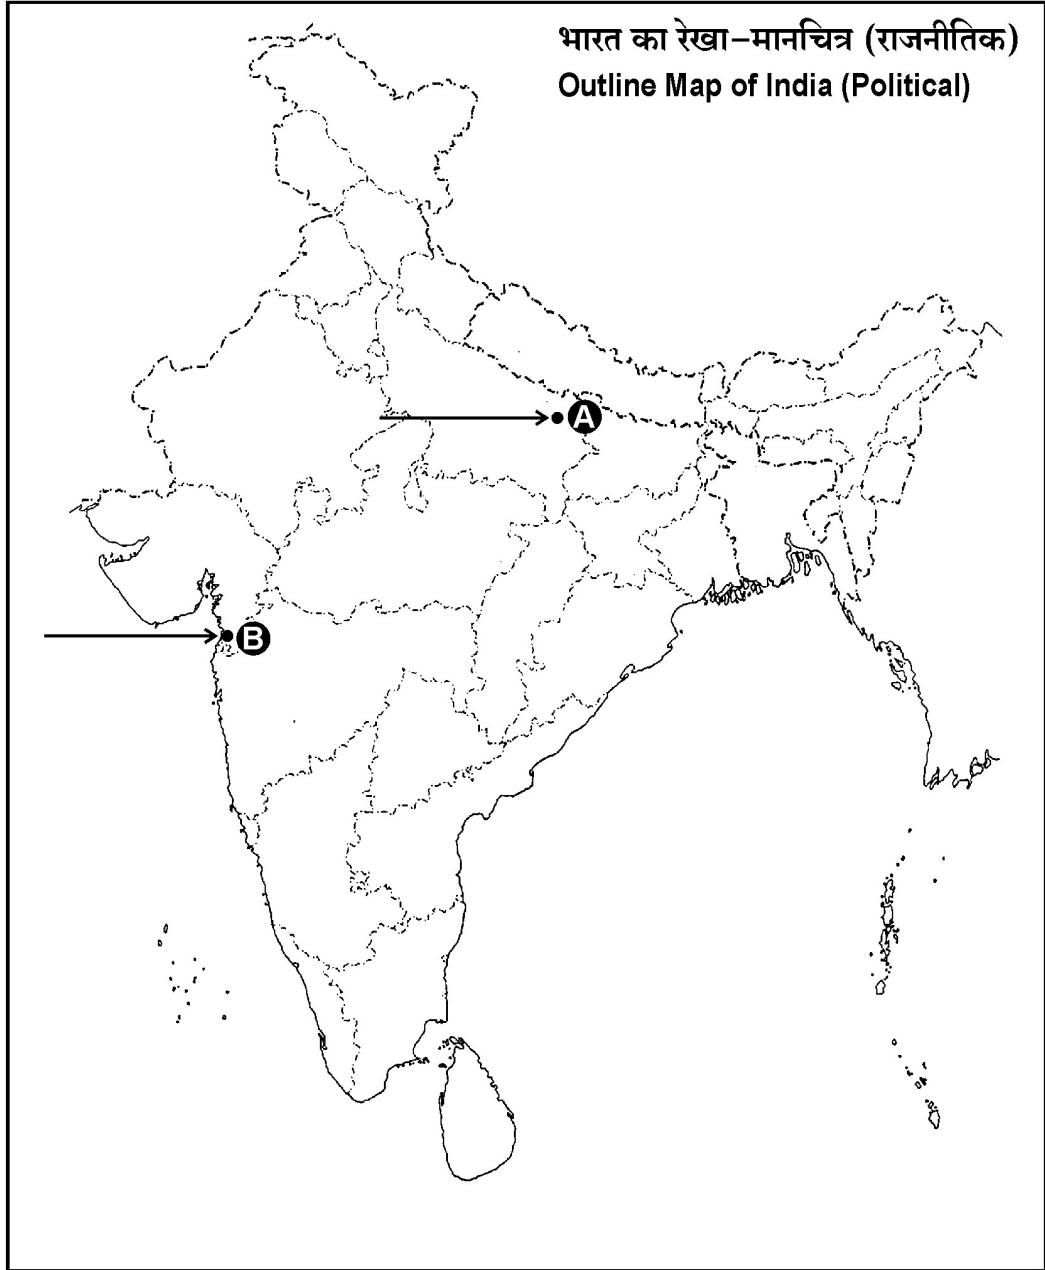 भारत का रेखा-मानचित्र (राजनीतिक)
Outline Map of India (Political)
A
B